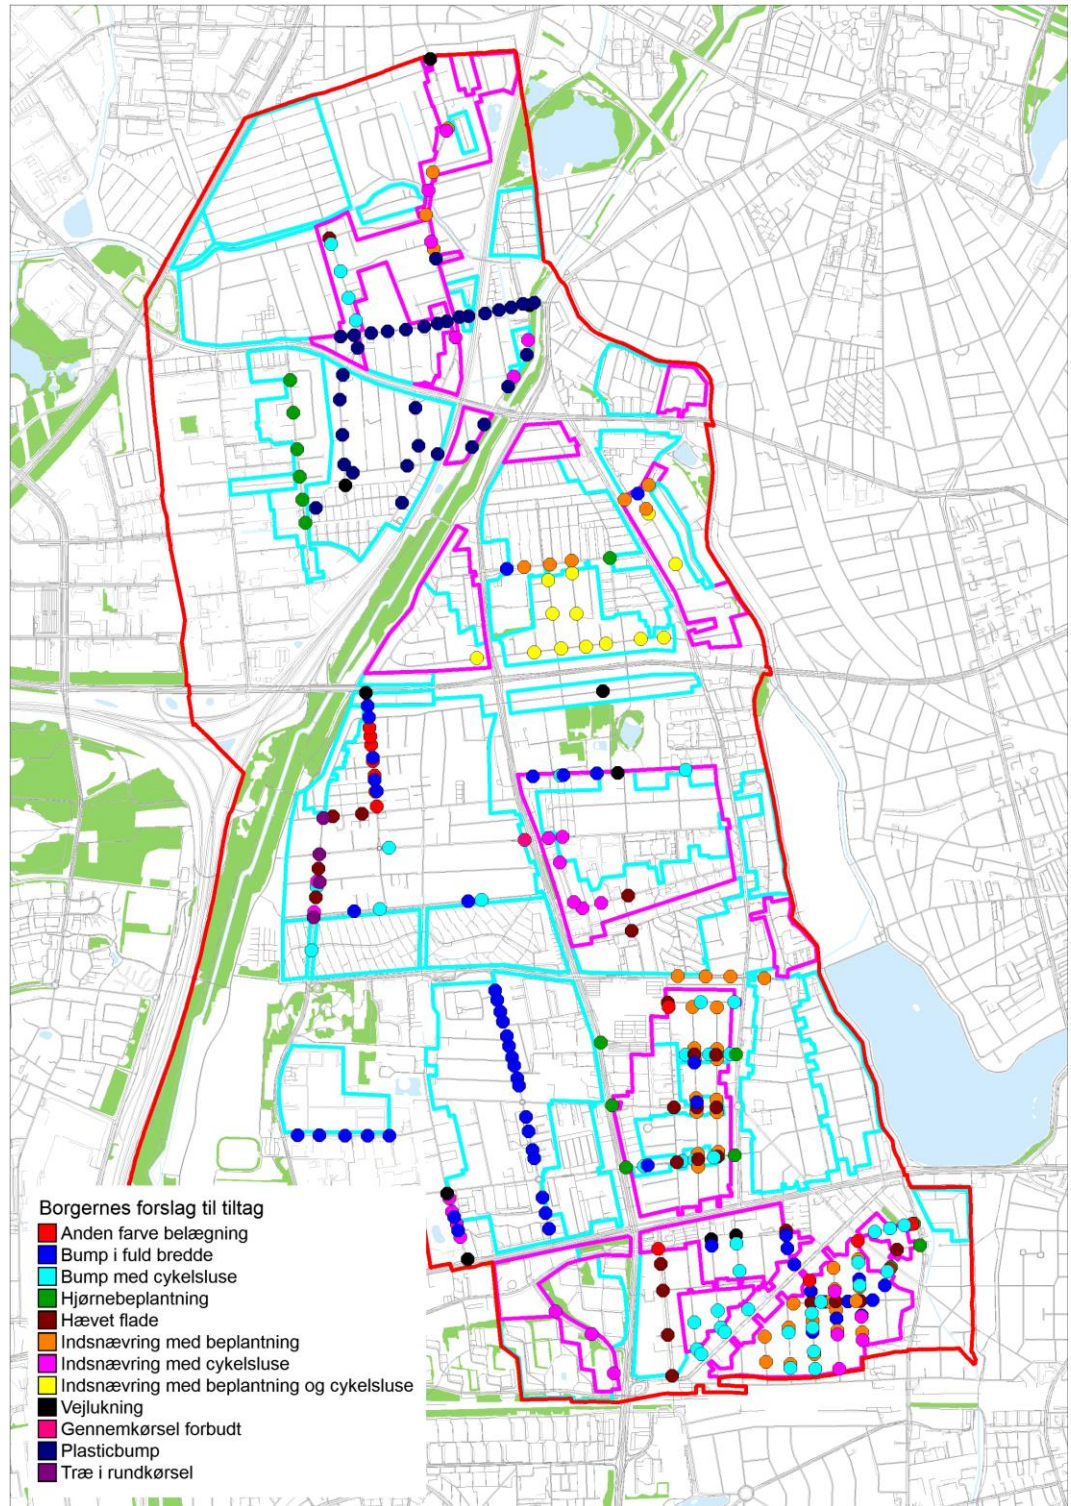 Borgernes forslag til tiltag
Anden farve belægning
Bump i fuld bredde
Bump med cykelsluse
Hjørnebeplantning
Hævet flade
Indsnævring med beplantning
Indsnævring med cykelsluse
Indsnævring med beplantning og cykelsluse
Vejlukning
Gennemkørsel forbudt
Plasticbump
Træ i rundkørsel